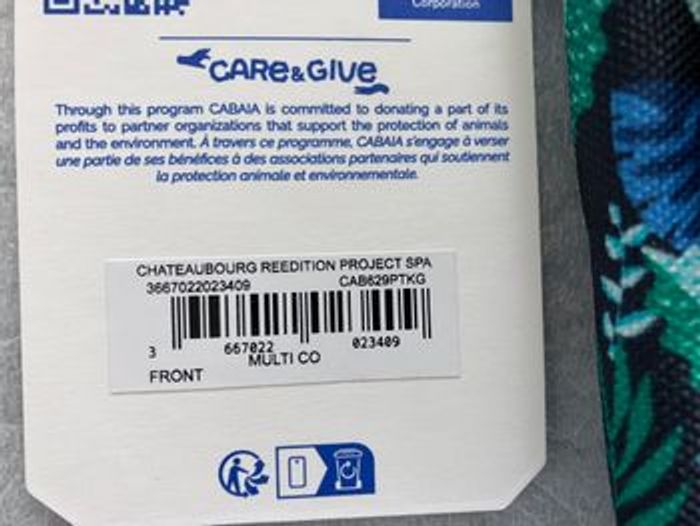 Corporation
CARE&GIVE
Through this program CABAIA is committed to donating a part of its
profits to partner organizations that support the protection of animals
and the environment. À travers ce programme, CABAIA s'engage à verser
une partie de ses bénéfices à des associations partenaires qui soutiennent
la protection animale et environnementale.
CHATEAUBOURG REEDITION PROJECT SPA
3667022023409 CAB629PTKG
3 667022 023409
MULTI CO
FRONT